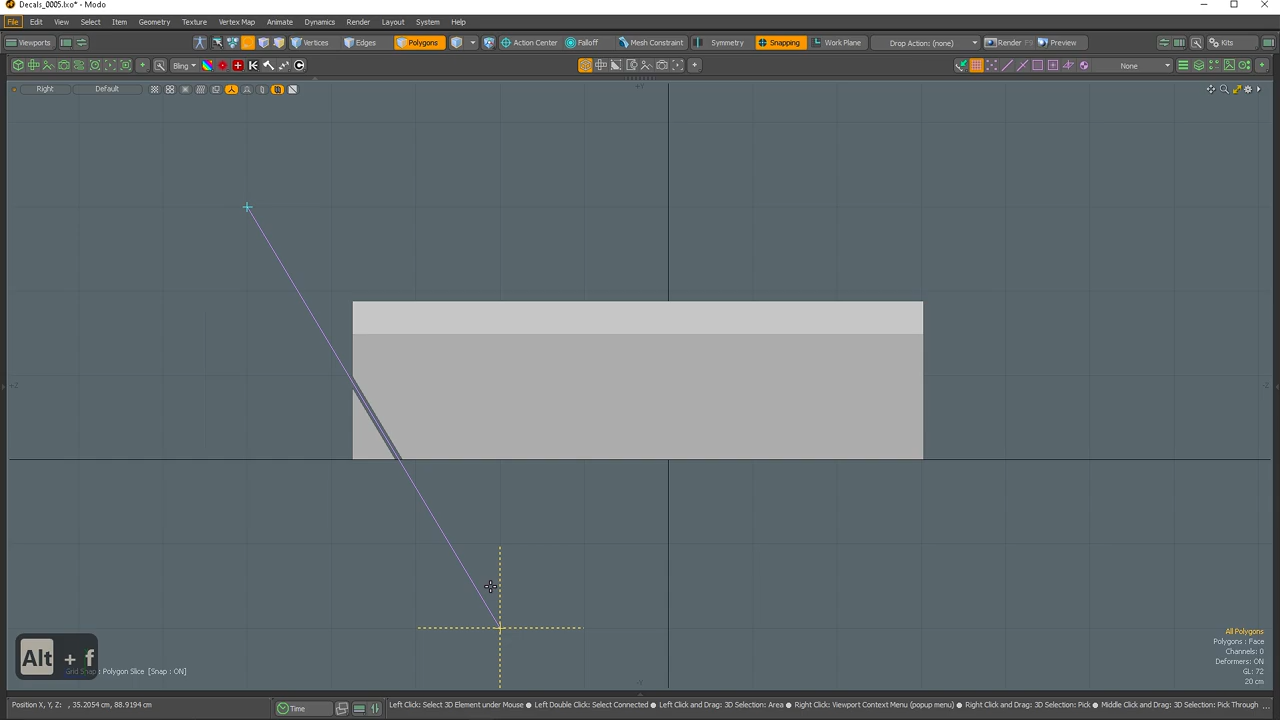 Decals_0005.lxo* - Modo
File Edit View Select Item Geometry Texture Vertex Map Animate Dynamics Render Layout System Help
Viewports Vertices Edges Polygons Action Center Falloff Mesh Constraint Symmetry Snapping Work Plane Drop Action: (none) Render F9 Preview Kits
Bling None
Right Default
+Y
+Z -Z
-Y
Alt + f
Grid Snap : Polygon Slice [Snap : ON]
All Polygons
Polygons : Face
Channels: 0
Deformers: ON
GL: 72
20 cm
Position X, Y, Z: , 35.2054 cm, 88.9194 cm Time Left Click: Select 3D Element under Mouse ● Left Double Click: Select Connected ● Left Click and Drag: 3D Selection: Area ● Right Click: Viewport Context Menu (popup menu) ● Right Click and Drag: 3D Selection: Pick ● Middle Click and Drag: 3D Selection: Pick Through ...